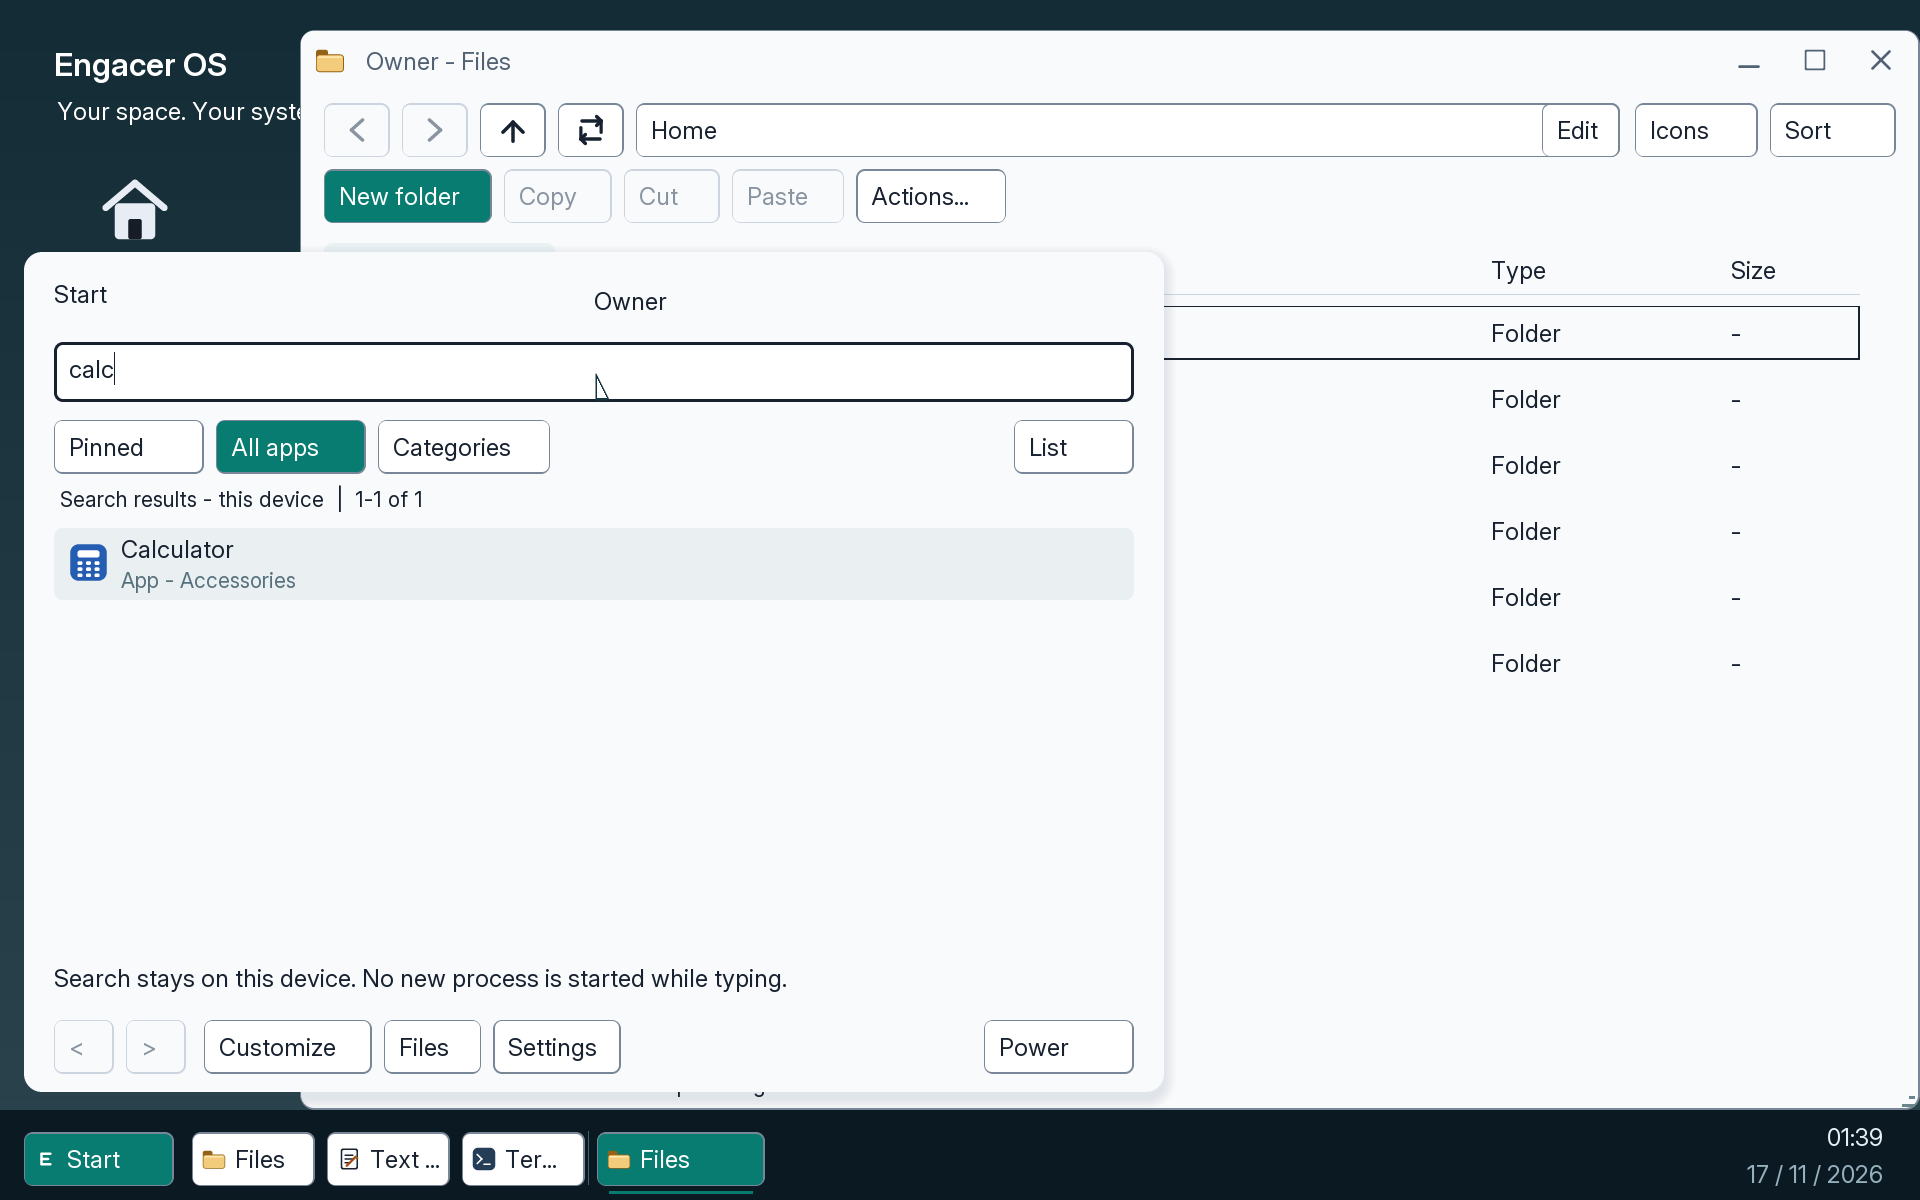 Engacer OS
Your space. Your syste
Owner - Files
Home
Edit
Icons
Sort
New folder
Copy
Cut
Paste
Actions...
Type
Size
Folder
-
Folder
-
Folder
-
Folder
-
Folder
-
Folder
-
Start
Owner
calc
Pinned
All apps
Categories
List
Search results - this device | 1-1 of 1
Calculator
App - Accessories
Search stays on this device. No new process is started while typing.
<
>
Customize
Files
Settings
Power
E Start
Files
Text ...
Ter...
Files
01:39
17 / 11 / 2026